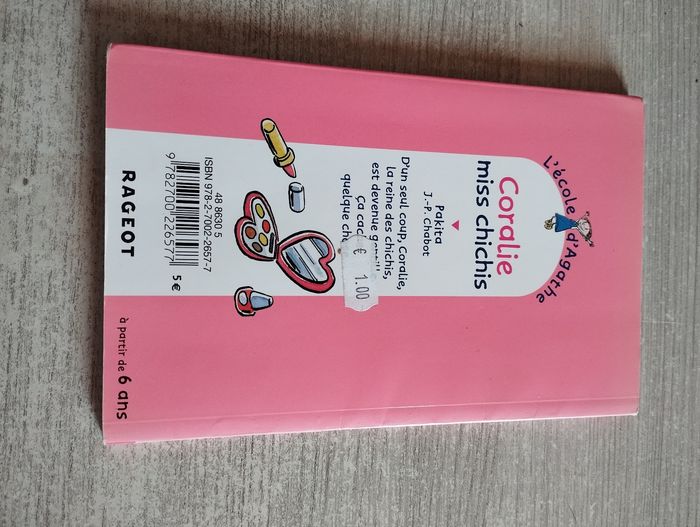 L'école d'Agathe
Coralie
miss chichis
Pakita
J.-P. Chabot
D'un seul coup, Coralie,
la reine des chichis,
est devenue
ça
quelque
€ 1.00
48 8630 5
ISBN 978-2-7002-2657-7
9 782700 226577
5 €
RAGEOT
à partir de 6 ans